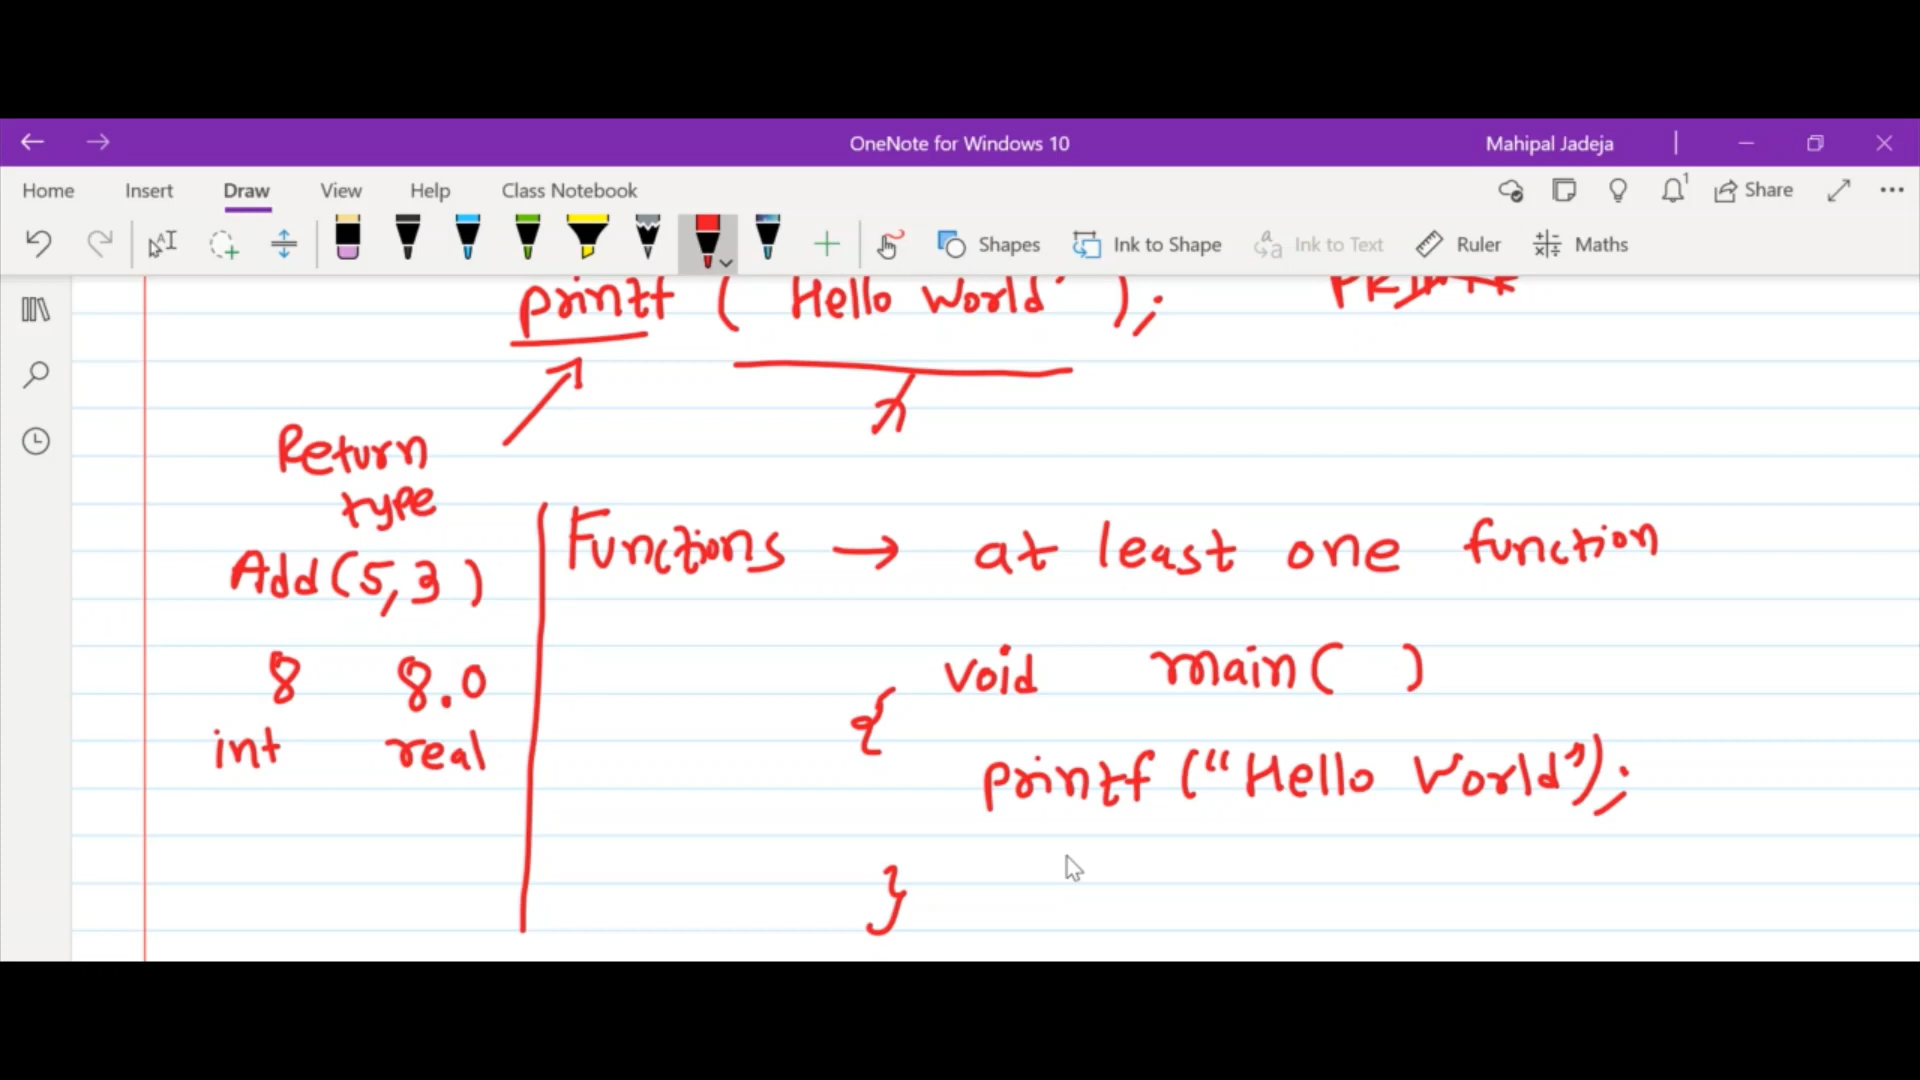 OneNote for Windows 10
Mahipal Jadeja
Home Insert Draw View Help Class Notebook
1
Share
Shapes Ink to Shape Ink to Text Ruler Maths
printf ( Hello World" );
Return
type
Add(5,3)
8 8.0
int real
Functions → at least one function
void main( )
{
printf ("Hello World");
}